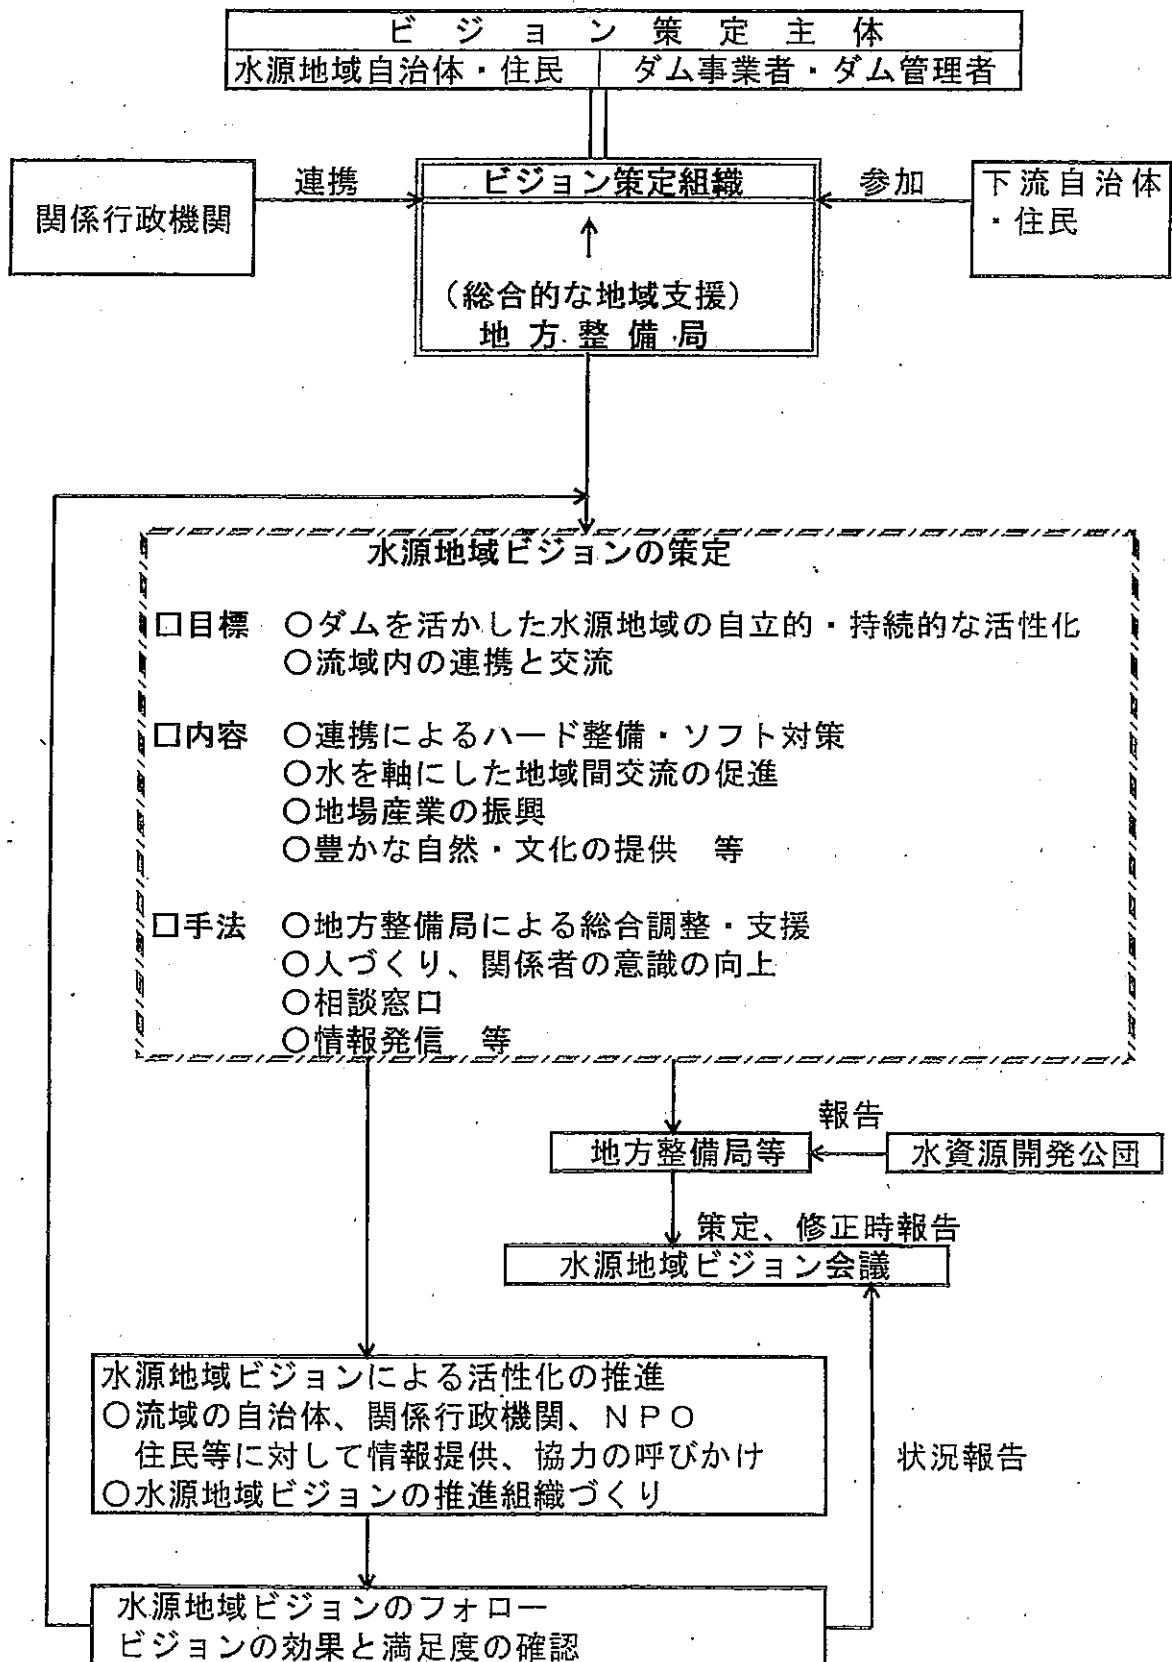 ビジョン策定主体
水源地域自治体・住民 ダム事業者・ダム管理者
関係行政機関
連携
ビジョン策定組織
参加
下流自治体
・住民
↑
(総合的な地域支援)
地方整備局
水源地域ビジョンの策定
□目標 ○ダムを活かした水源地域の自立的・持続的な活性化
○流域内の連携と交流
□内容 ○連携によるハード整備・ソフト対策
○水を軸にした地域間交流の促進
○地場産業の振興
○豊かな自然・文化の提供 等
□手法 ○地方整備局による総合調整・支援
○人づくり、関係者の意識の向上
○相談窓口
○情報発信 等
報告
地方整備局等 水資源開発公団
策定、修正時報告
水源地域ビジョン会議
水源地域ビジョンによる活性化の推進
○流域の自治体、関係行政機関、NPO
住民等に対して情報提供、協力の呼びかけ
○水源地域ビジョンの推進組織づくり
状況報告
水源地域ビジョンのフォロー
ビジョンの効果と満足度の確認